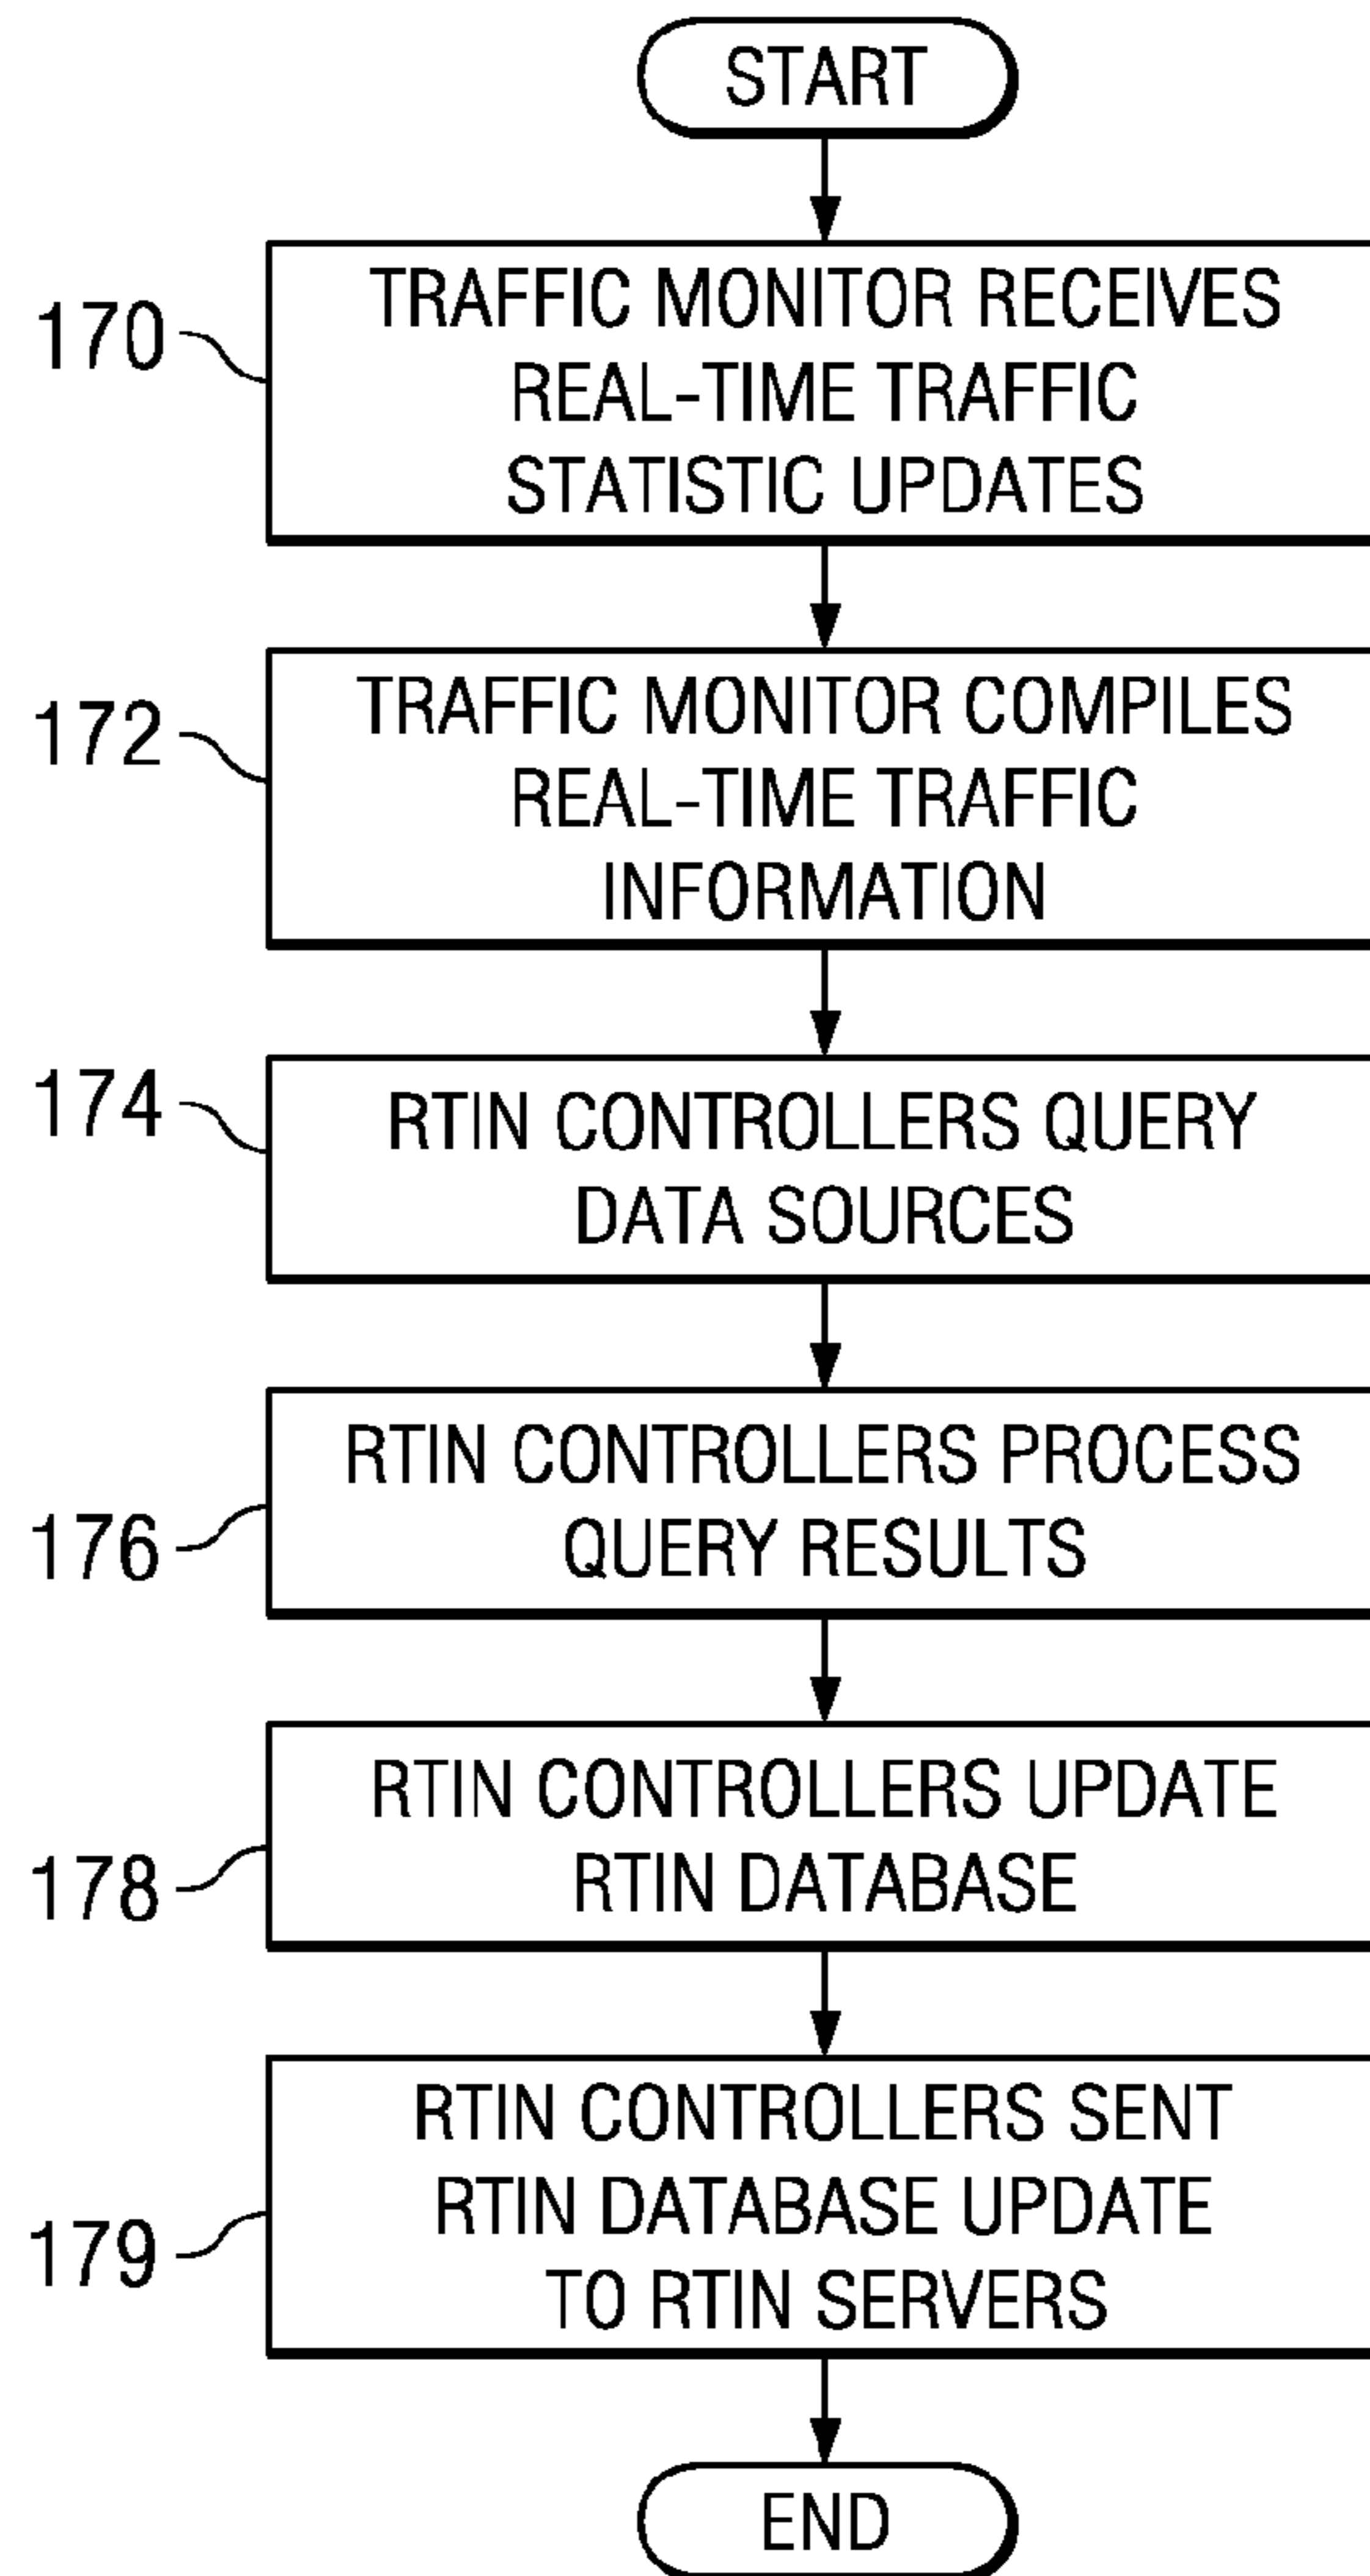 START
170
TRAFFIC MONITOR RECEIVES
REAL-TIME TRAFFIC
STATISTIC UPDATES
172
TRAFFIC MONITOR COMPILES
REAL-TIME TRAFFIC
INFORMATION
174
RTIN CONTROLLERS QUERY
DATA SOURCES
176
RTIN CONTROLLERS PROCESS
QUERY RESULTS
178
RTIN CONTROLLERS UPDATE
RTIN DATABASE
179
RTIN CONTROLLERS SENT
RTIN DATABASE UPDATE
TO RTIN SERVERS
END